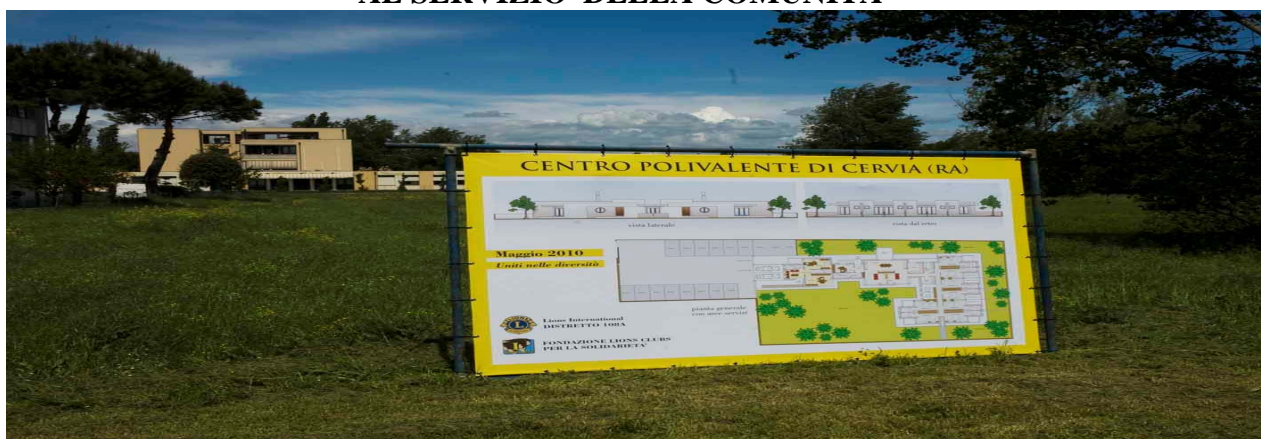 AL SERVIZIO DELLA COMUNITA'
CENTRO POLIVALENTE DI CERVIA (RA)
vista laterale
vista dal retro
Maggio 2010
Uniti nelle diversità
pianta generale
con aree servizi
Lions International
DISTRETTO 108A
FONDAZIONE LIONS CLUBS
PER LA SOLIDARIETA'